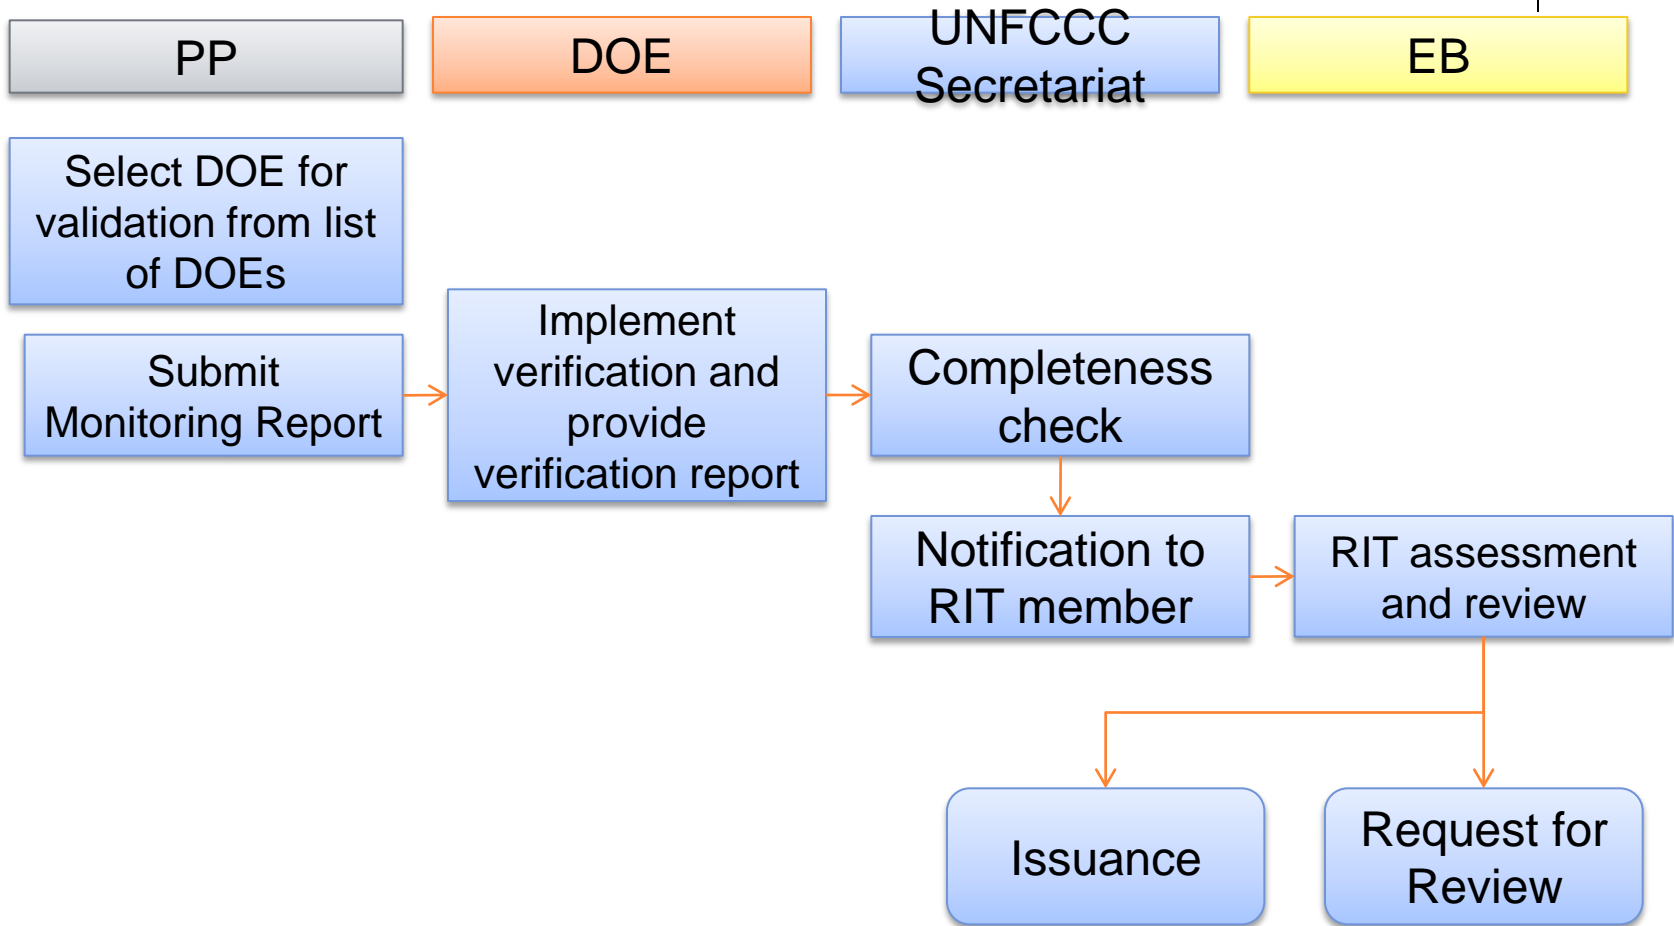 PP
DOE
UNFCCC
Secretariat
EB
Select DOE for
validation from list
of DOEs
Submit
Monitoring Report
Implement
verification and
provide
verification report
Completeness
check
Notification to
RIT member
RIT assessment
and review
Issuance
Request for
Review